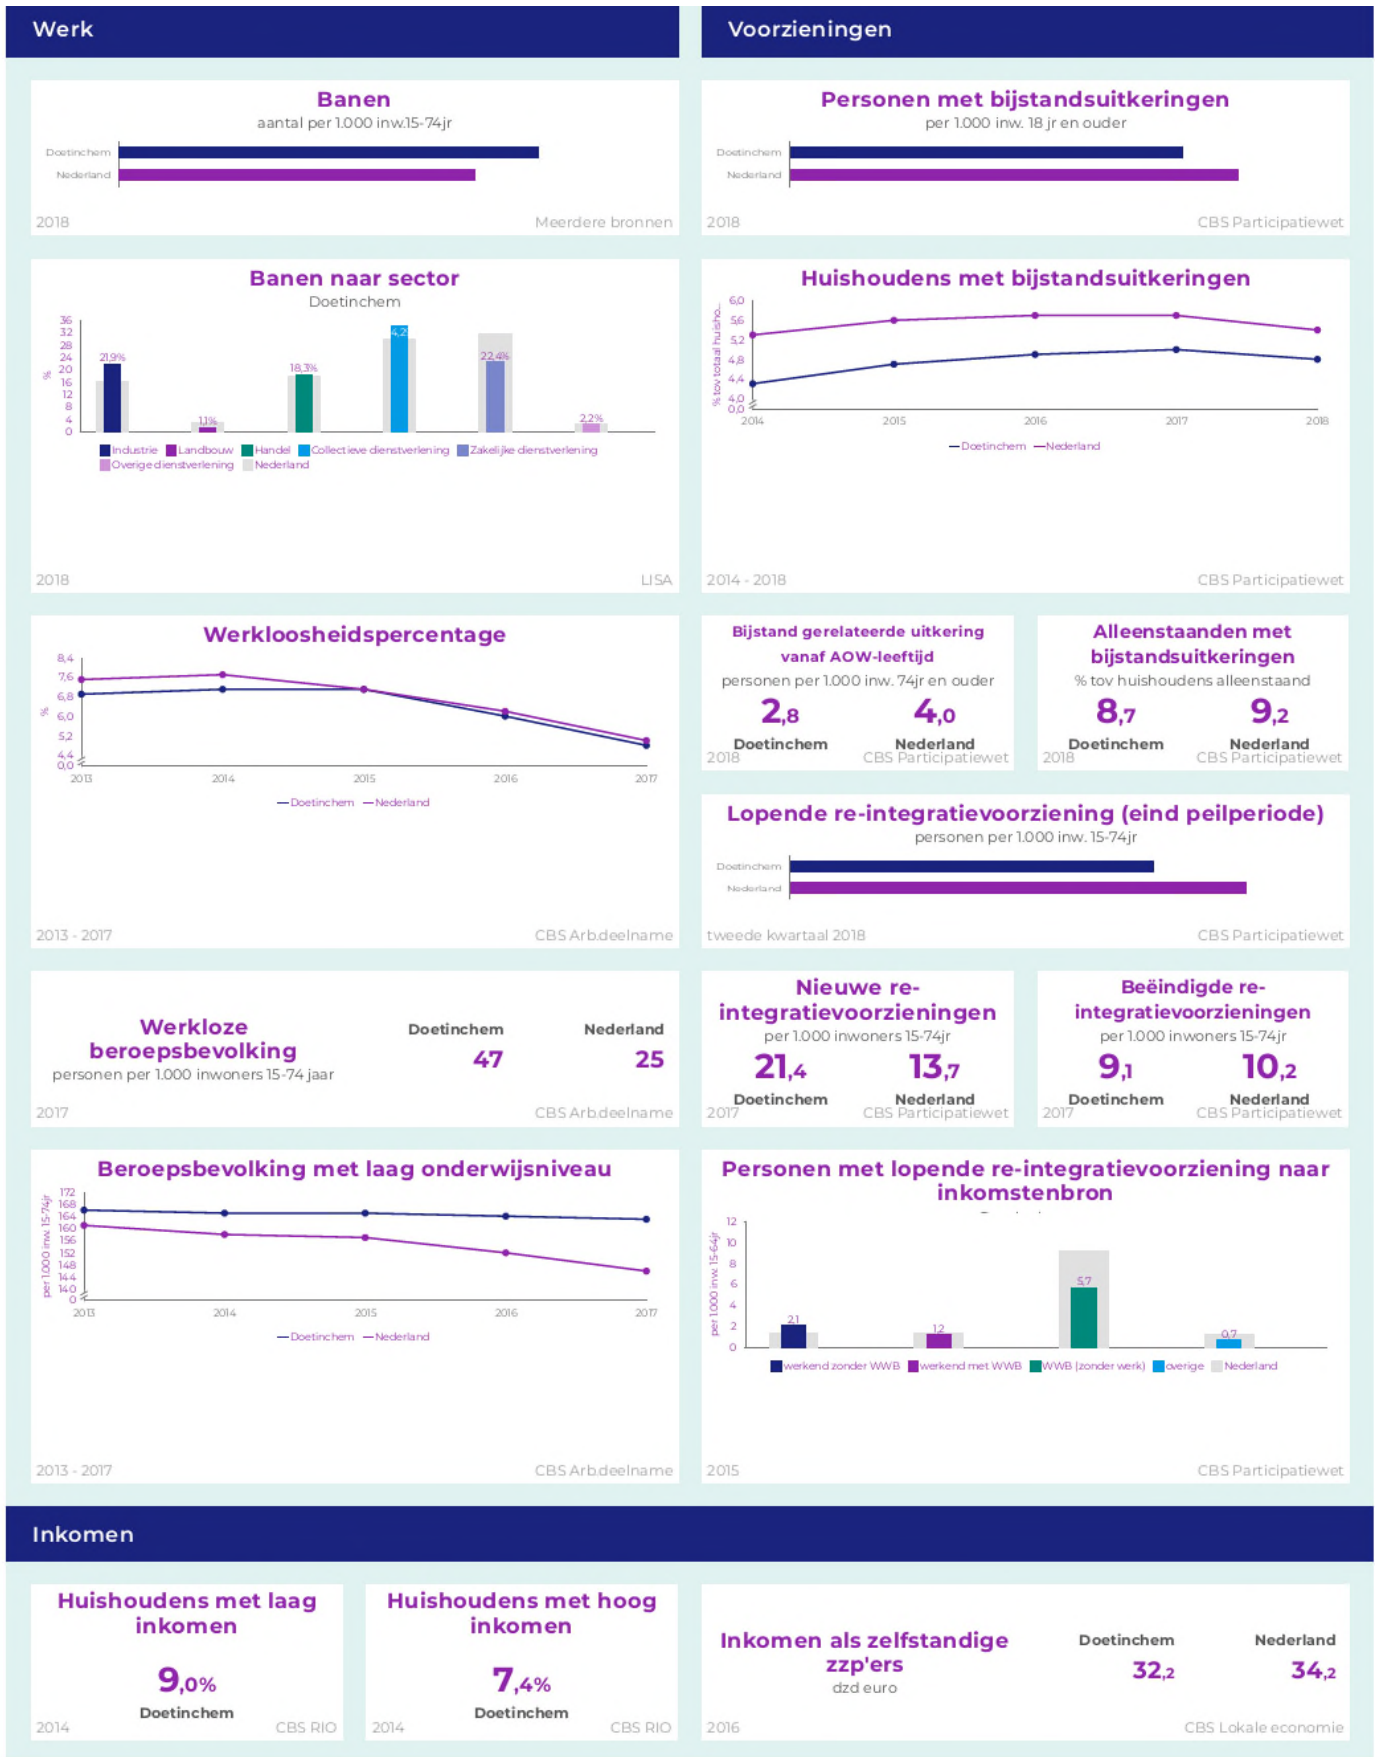 Werk
Banen
aantal per 1.000 inw.15-74jr
Doetinchem
Nederland
2018
Meerdere bronnen
Banen naar sector
Doetinchem
36
32
28
24
20
16
12
8
4
0
%
21,9%
1,1%
18,3%
4,2
22,4%
2,2%
Industrie Landbouw Handel Collectieve dienstverlening Zakelijke dienstverlening
Overige dienstverlening Nederland
2018
LISA
Werkloosheidspercentage
8,4
7,6
6,8
6,0
5,2
4,4
0,0
%
2013 2014 2015 2016 2017
Doetinchem Nederland
2013 - 2017
CBS Arb.deelname
Werkloze
beroepsbevolking
personen per 1.000 inwoners 15-74 jaar
Doetinchem Nederland
47 25
2017
CBS Arb.deelname
Beroepsbevolking met laag onderwijsniveau
per 1.000 inw. 15-74jr
172
168
164
160
156
152
148
144
140
0
2013 2014 2015 2016 2017
Doetinchem Nederland
2013 - 2017
CBS Arb.deelname
Voorzieningen
Personen met bijstandsuitkeringen
per 1.000 inw. 18 jr en ouder
Doetinchem
Nederland
2018
CBS Participatiewet
Huishoudens met bijstandsuitkeringen
% tov totaal huisho...
6,0
5,6
5,2
4,8
4,4
4,0
0,0
2014 2015 2016 2017 2018
Doetinchem Nederland
2014 - 2018
CBS Participatiewet
Bijstand gerelateerde uitkering
vanaf AOW-leeftijd
personen per 1.000 inw. 74jr en ouder
2,8 4,0
Doetinchem Nederland
2018 CBS Participatiewet
Alleenstaanden met
bijstandsuitkeringen
% tov huishoudens alleenstaand
8,7 9,2
Doetinchem Nederland
2018 CBS Participatiewet
Lopende re-integratievoorziening (eind peilperiode)
personen per 1.000 inw. 15-74jr
Doetinchem
Nederland
tweede kwartaal 2018
CBS Participatiewet
Nieuwe re-
integratievoorzieningen
per 1.000 inwoners 15-74jr
21,4 13,7
Doetinchem Nederland
2017 CBS Participatiewet
Beëindigde re-
integratievoorzieningen
per 1.000 inwoners 15-74jr
9,1 10,2
Doetinchem Nederland
2017 CBS Participatiewet
Personen met lopende re-integratievoorziening naar
inkomstenbron
per 1.000 inw. 15-64jr
12
10
8
6
4
2
0
2,1
1,2
5,7
0,7
werkend zonder WWB werkend met WWB WWB (zonder werk) overige Nederland
2015
CBS Participatiewet
Inkomen
Huishoudens met laag
inkomen
9,0%
Doetinchem
2014 CBS RIO
Huishoudens met hoog
inkomen
7,4%
Doetinchem
2014 CBS RIO
Inkomen als zelfstandige
zzp'ers
dzd euro
Doetinchem Nederland
32,2 34,2
2016
CBS Lokale economie